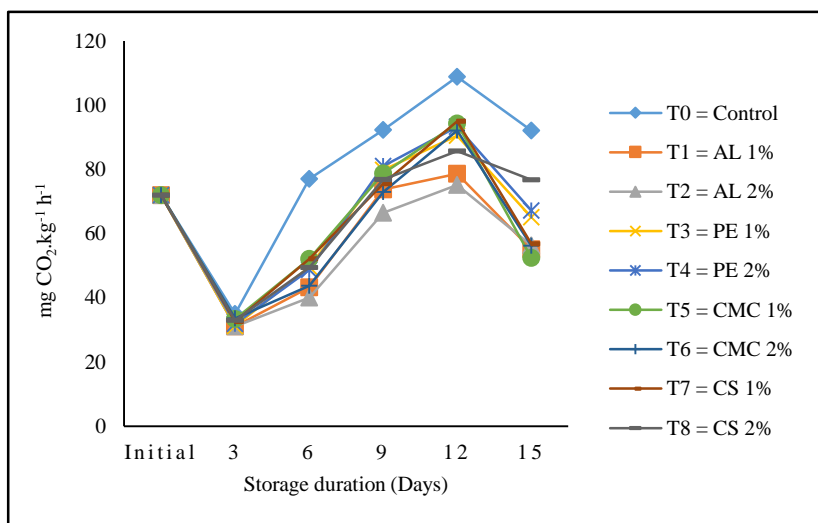 mg CO₂.kg⁻¹ h⁻¹
120
100
80
60
40
20
0
Initial 3 6 9 12 15
Storage duration (Days)
T0 = Control
T1 = AL 1%
T2 = AL 2%
T3 = PE 1%
T4 = PE 2%
T5 = CMC 1%
T6 = CMC 2%
T7 = CS 1%
T8 = CS 2%